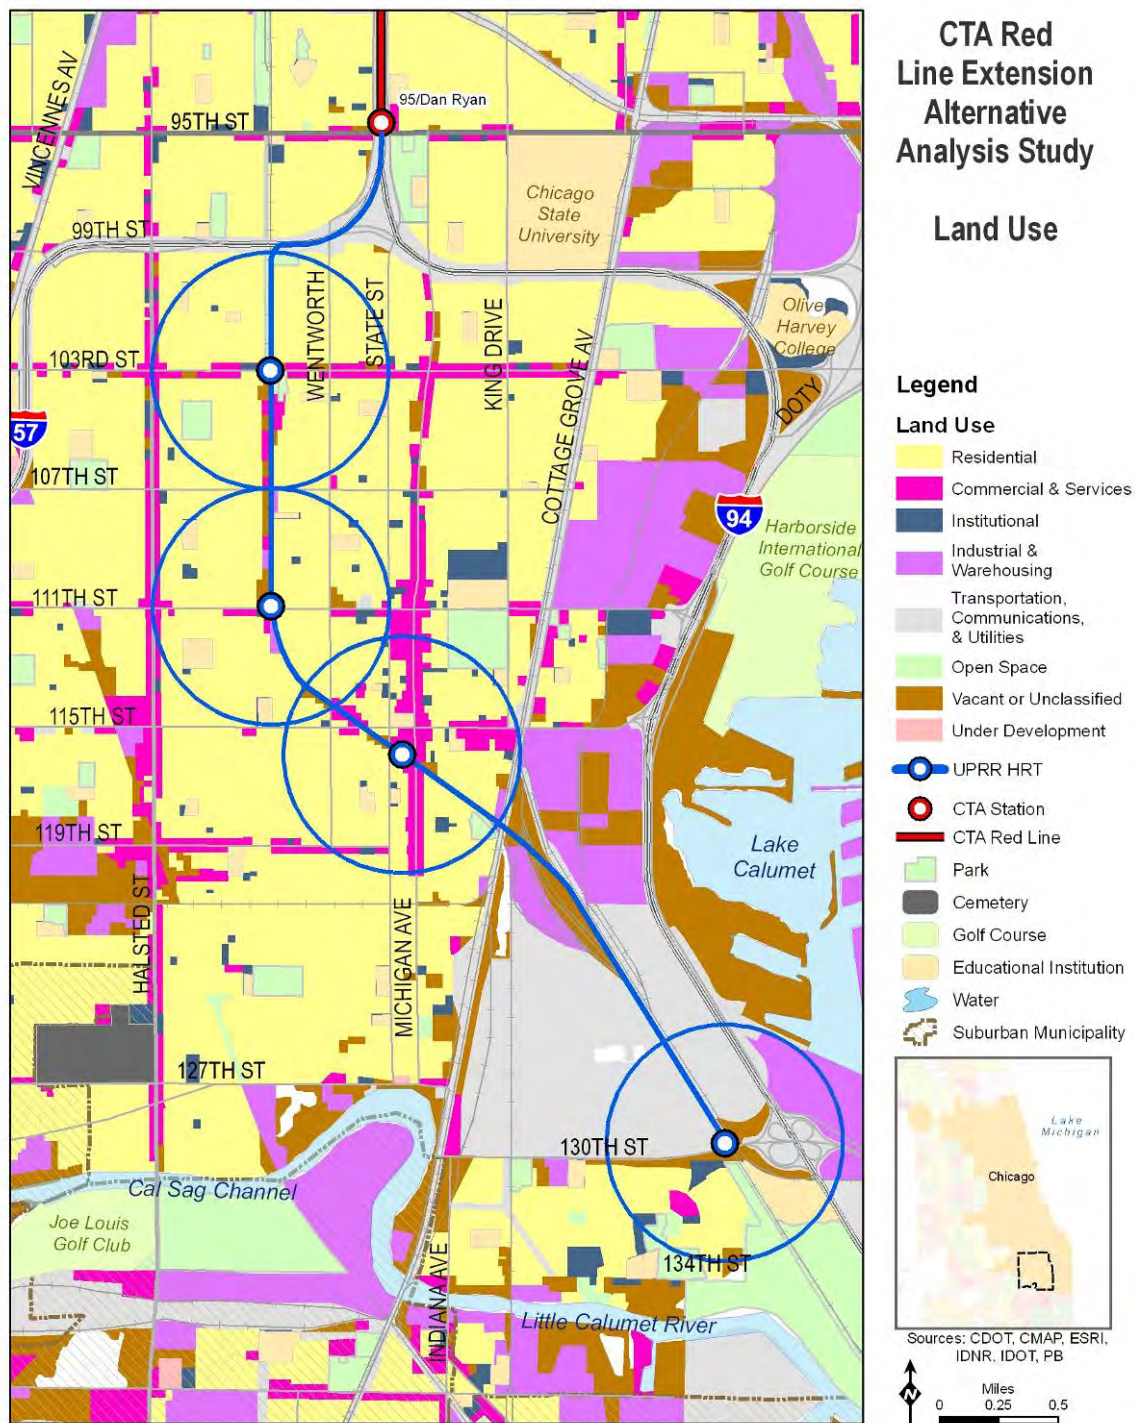 CTA Red
Line Extension
Alternative
Analysis Study
Land Use
95/Dan Ryan
95TH ST
VINCENNES AV
Chicago
State
University
99TH ST
WENTWORTH
STATE ST
KING DRIVE
COTTAGE GROVE AV
Olive
Harvey
College
103RD ST
DOTY
57
107TH ST
94
Harborside
International
Golf Course
111TH ST
115TH ST
119TH ST
Lake
Calumet
HALSTED ST
MICHIGAN AVE
127TH ST
130TH ST
Cal Sag Channel
Joe Louis
Golf Club
134TH ST
INDIANA AVE
Little Calumet River
Legend
Land Use
Residential
Commercial & Services
Institutional
Industrial &
Warehousing
Transportation,
Communications,
& Utilities
Open Space
Vacant or Unclassified
Under Development
UPRR HRT
CTA Station
CTA Red Line
Park
Cemetery
Golf Course
Educational Institution
Water
Suburban Municipality
Lake
Michigan
Chicago
Sources: CDOT, CMAP, ESRI,
IDNR, IDOT, PB
N
Miles
0 0.25 0.5